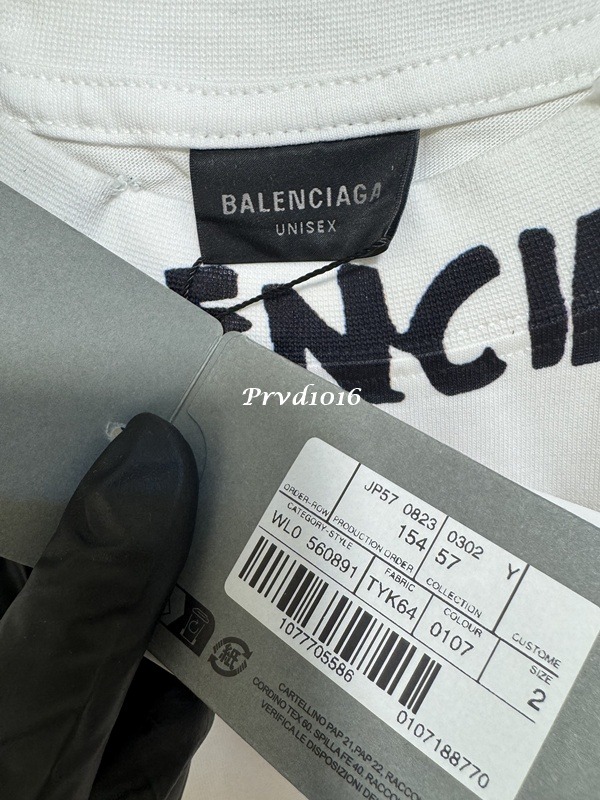 BALENCIAGA
UNISEX
ENCI
Prvd1016
JP57 0823 0302 Y
154 57
ORDER-ROW PRODUCTION ORDER COLLECTION CUSTOME
CATEGORY-STYLE FABRIC COLOUR SIZE
WL0 560891 TYK64 0107 2
1077705586 0107188770
紙
CARTELLINO PAP 21, PAP 22, RACCO
CORDINO TEX 60, SPILLA FE 40, RACCO
VERIFICA LE DISPOSIZIONI DE